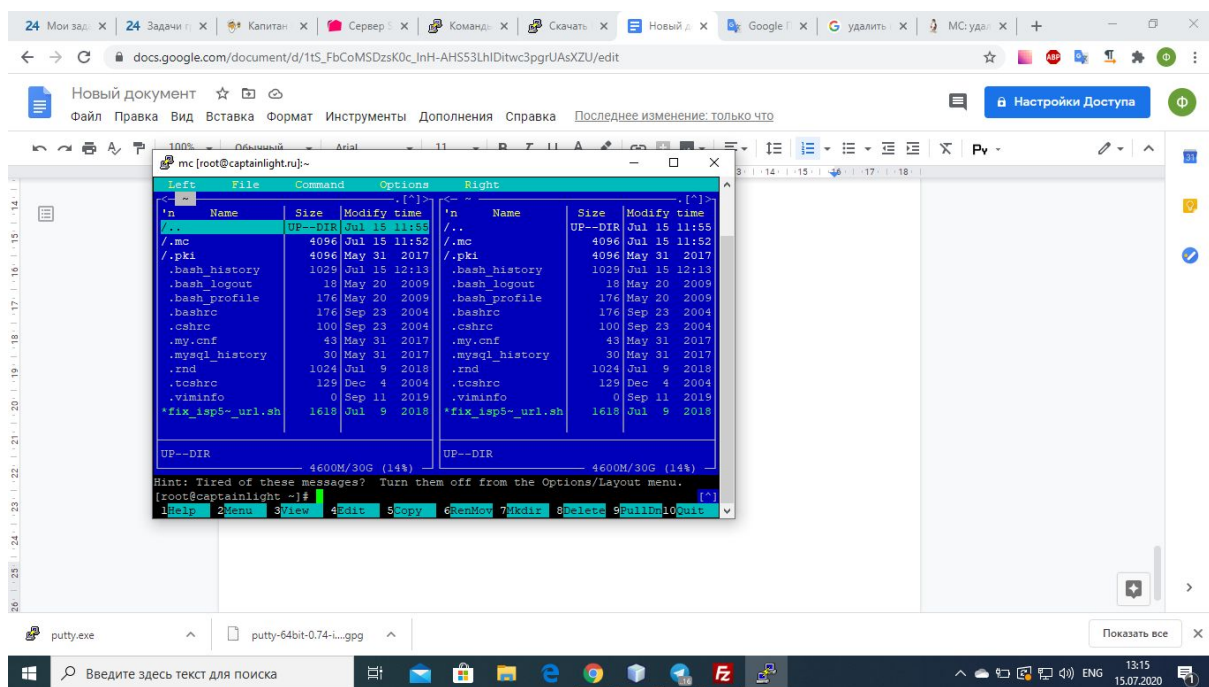 24 Мои зад
24 Задачи г
Капитан
Сервер S
Команд
Скачать
Новый д
Google П
удалить
MC: удал
docs.google.com/document/d/1tS_FbCoMSDzsK0c_InH-AHS53LhIDitwc3pgrUAsXZU/edit
ABP
Ф
Новый документ
Файл Правка Вид Вставка Формат Инструменты Дополнения Справка Последнее изменение: только что
Настройки Доступа
Ф
100% Обычный Arial 11
mc [root@captainlight.ru]:~
Left File Command Options Right
<- ~ .[^]> <- ~ .[^]>
'n Name Size Modify time 'n Name Size Modify time
/.. UP--DIR Jul 15 11:55 /.. UP--DIR Jul 15 11:55
/.mc 4096 Jul 15 11:52 /.mc 4096 Jul 15 11:52
/.pki 4096 May 31 2017 /.pki 4096 May 31 2017
.bash_history 1029 Jul 15 12:13 .bash_history 1029 Jul 15 12:13
.bash_logout 18 May 20 2009 .bash_logout 18 May 20 2009
.bash_profile 176 May 20 2009 .bash_profile 176 May 20 2009
.bashrc 176 Sep 23 2004 .bashrc 176 Sep 23 2004
.cshrc 100 Sep 23 2004 .cshrc 100 Sep 23 2004
.my.cnf 43 May 31 2017 .my.cnf 43 May 31 2017
.mysql_history 30 May 31 2017 .mysql_history 30 May 31 2017
.rnd 1024 Jul 9 2018 .rnd 1024 Jul 9 2018
.tcshrc 129 Dec 4 2004 .tcshrc 129 Dec 4 2004
.viminfo 0 Sep 11 2019 .viminfo 0 Sep 11 2019
*fix_isp5~_url.sh 1618 Jul 9 2018 *fix_isp5~_url.sh 1618 Jul 9 2018
UP--DIR UP--DIR
4600M/30G (14%) 4600M/30G (14%)
Hint: Tired of these messages? Turn them off from the Options/Layout menu.
[root@captainlight ~]# [^]
1Help 2Menu 3View 4Edit 5Copy 6RenMov 7Mkdir 8Delete 9PullDn 10Quit
putty.exe
putty-64bit-0.74-i....gpg
Показать все
Введите здесь текст для поиска
ENG
13:15
15.07.2020